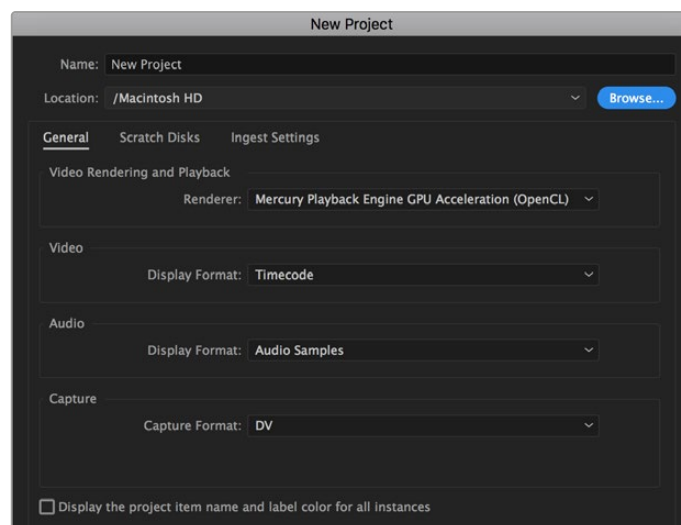 New Project
Name: New Project
Location: /Macintosh HD Browse...
General Scratch Disks Ingest Settings
Video Rendering and Playback
Renderer: Mercury Playback Engine GPU Acceleration (OpenCL)
Video
Display Format: Timecode
Audio
Display Format: Audio Samples
Capture
Capture Format: DV
Display the project item name and label color for all instances